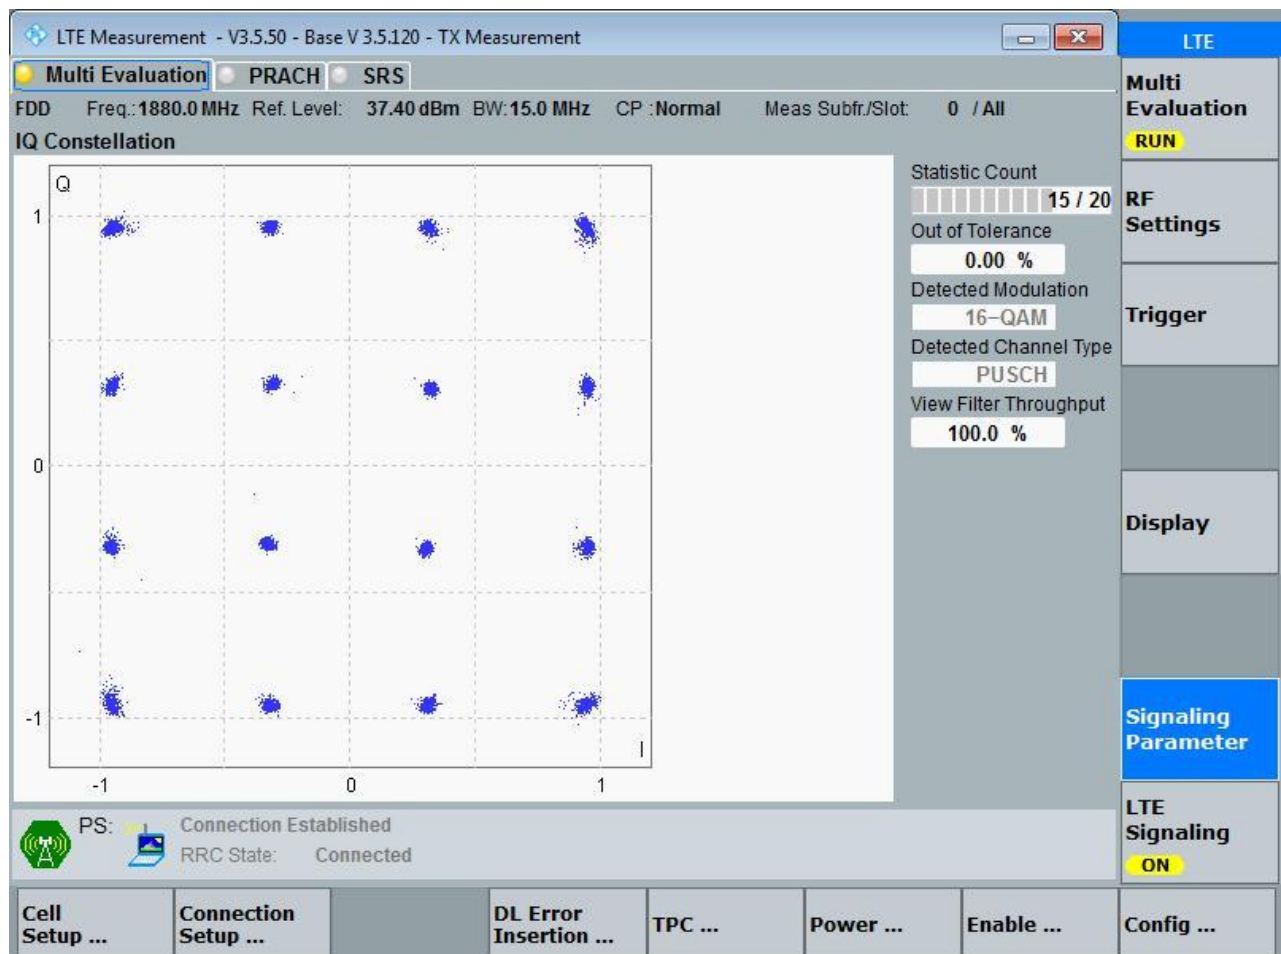 LTE Measurement - V3.5.50 - Base V 3.5.120 - TX Measurement
LTE
Multi Evaluation PRACH SRS
FDD Freq.:1880.0 MHz Ref. Level: 37.40 dBm BW:15.0 MHz CP :Normal Meas Subfr./Slot: 0 / All
IQ Constellation
Q
1
0
-1
-1 0 1
I
Statistic Count
15 / 20
Out of Tolerance
0.00 %
Detected Modulation
16-QAM
Detected Channel Type
PUSCH
View Filter Throughput
100.0 %
Multi
Evaluation
RUN
RF
Settings
Trigger
Display
Signaling
Parameter
LTE
Signaling
ON
PS: Connection Established
RRC State: Connected
Cell
Setup ...
Connection
Setup ...
DL Error
Insertion ...
TPC ...
Power ...
Enable ...
Config ...